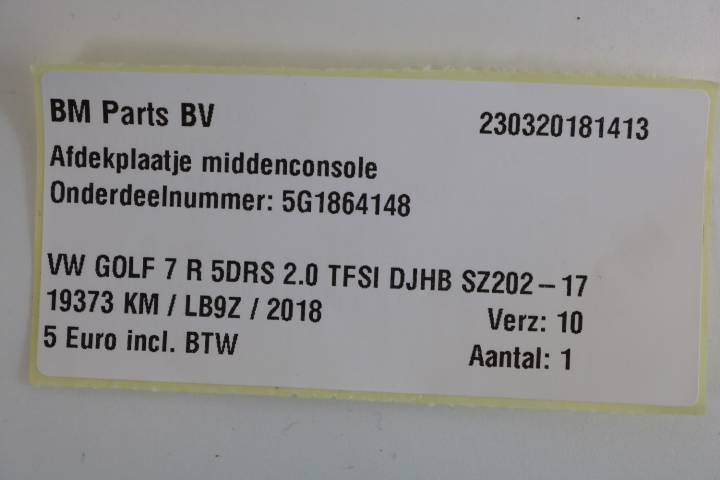 BM Parts BV 230320181413
Afdekplaatje middenconsole
Onderdeelnummer: 5G1864148
VW GOLF 7 R 5DRS 2.0 TFSI DJHB SZ202-17
19373 KM / LB9Z / 2018 Verz: 10
5 Euro incl. BTW Aantal: 1